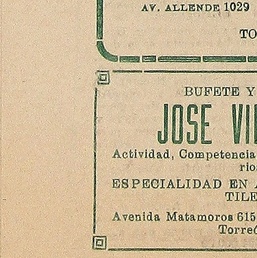 AV. ALLENDE 1029
TO
BUFETE Y
JOSE VI
Actividad, Competencia
rio
ESPECIALIDAD EN
TILE
Avenida Matamoros 615
Torre